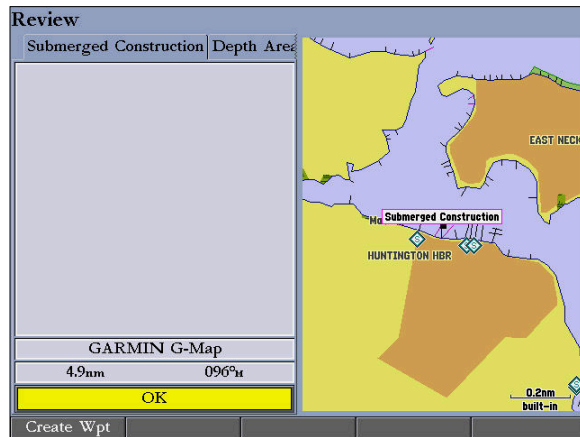 Review
Submerged Construction
Depth Area
GARMIN G-Map
4.9nm
096°M
OK
Create Wpt
EAST NECK
Ma
Submerged Construction
HUNTINGTON HBR
S
S
S
0.2nm
built-in